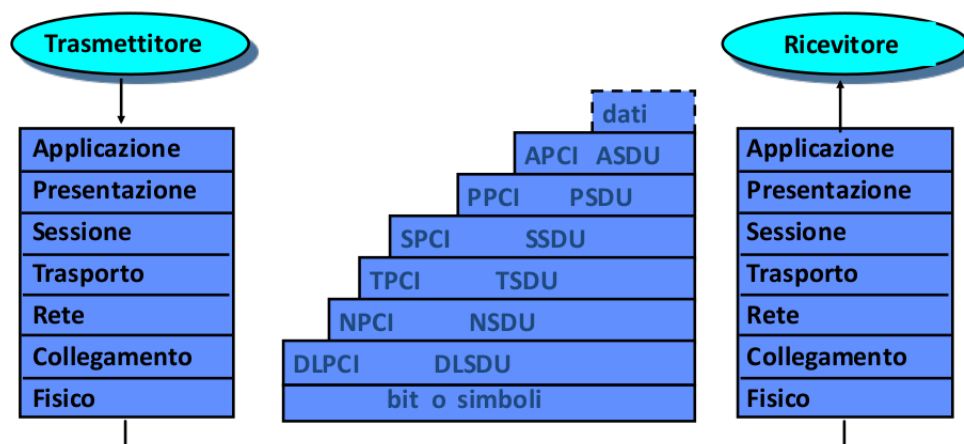 Trasmettitore
Ricevitore
dati
Applicazione
APCI ASDU
Applicazione
Presentazione
PPCI PSDU
Presentazione
Sessione
SPCI SSDU
Sessione
Trasporto
TPCI TSDU
Trasporto
Rete
NPCI NSDU
Rete
Collegamento
DLPCI DLSDU
Collegamento
Fisico
bit o simboli
Fisico